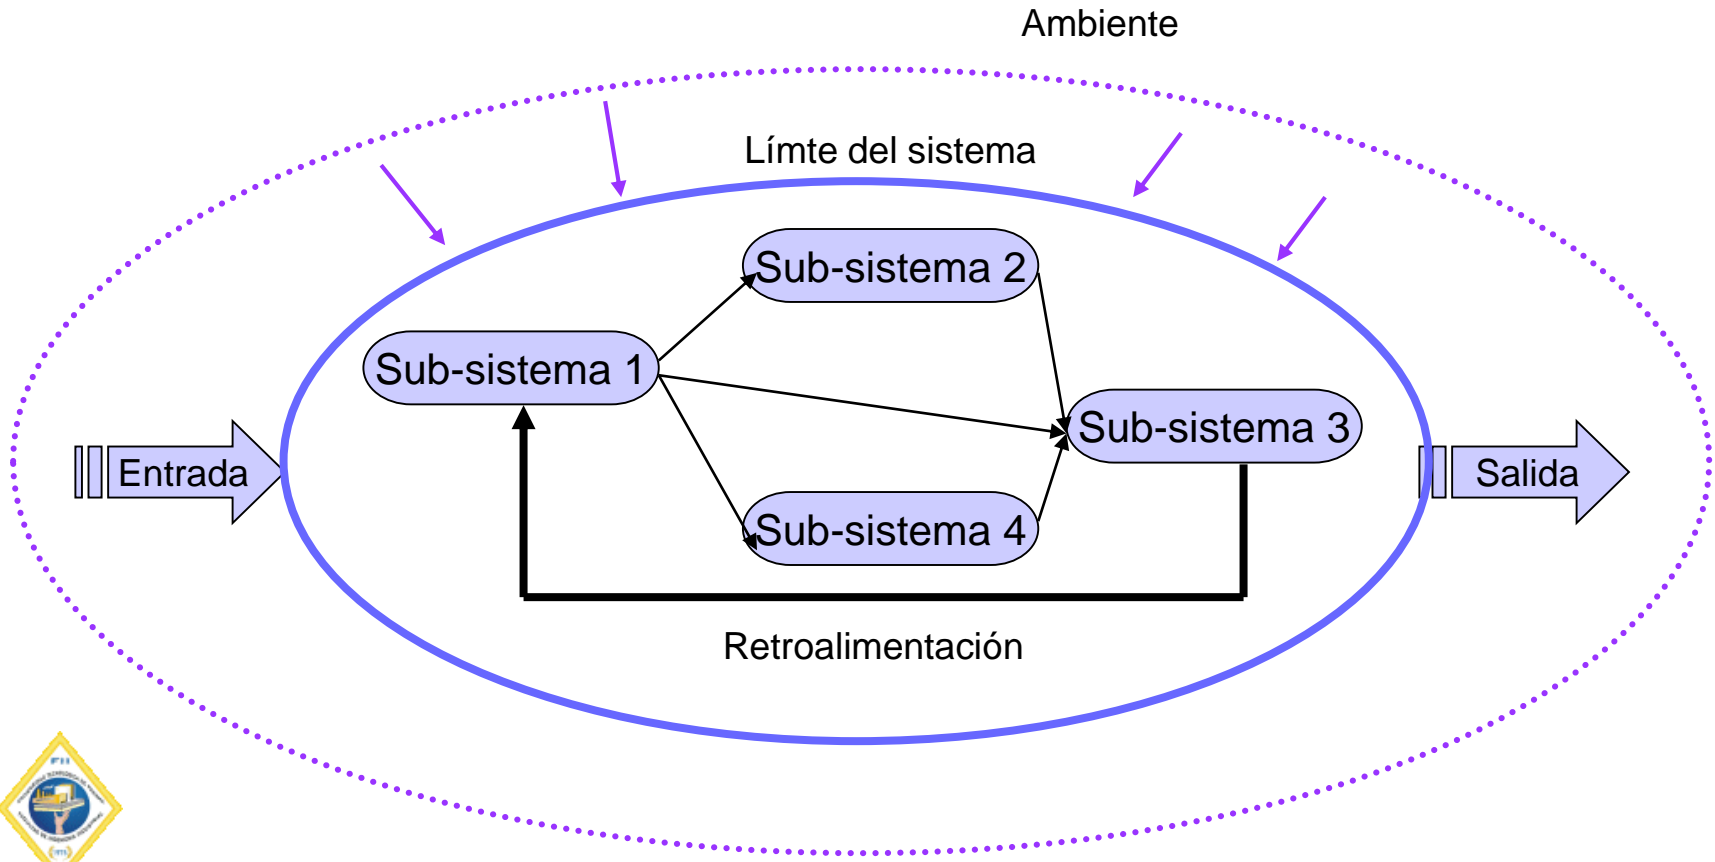 Ambiente
Límte del sistema
Sub-sistema 2
Sub-sistema 1
Sub-sistema 3
Entrada
Salida
Sub-sistema 4
Retroalimentación